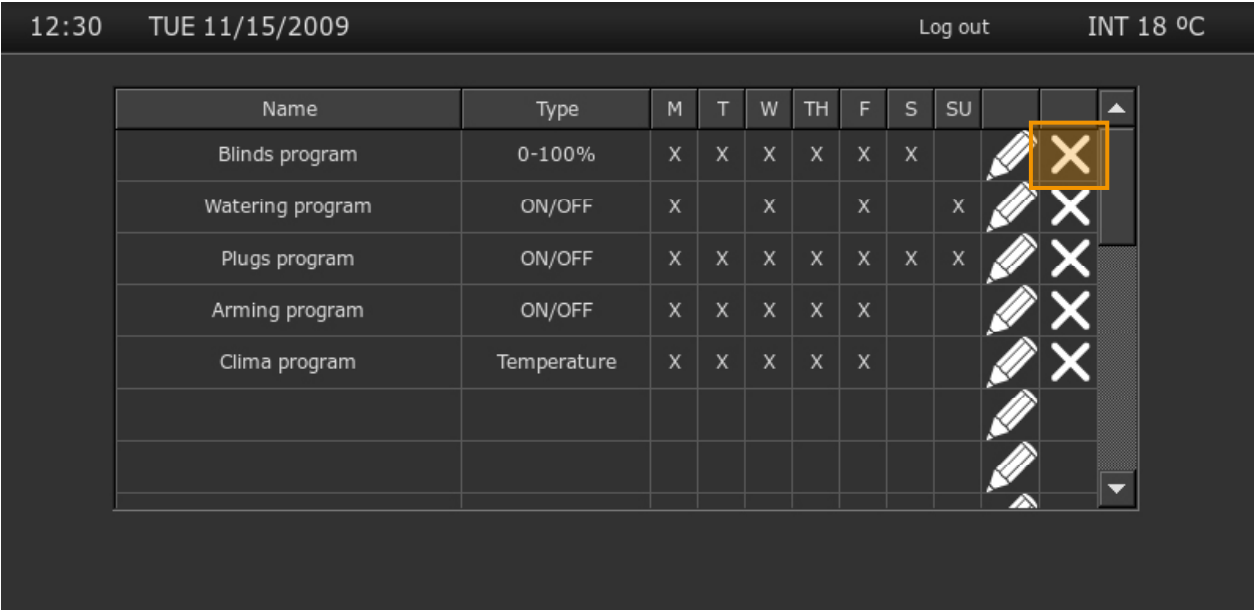 12:30 TUE 11/15/2009 Log out INT 18 ºC
Name Type M T W TH F S SU
Blinds program 0-100% X X X X X X
Watering program ON/OFF X X X X
Plugs program ON/OFF X X X X X X X
Arming program ON/OFF X X X X X
Clima program Temperature X X X X X